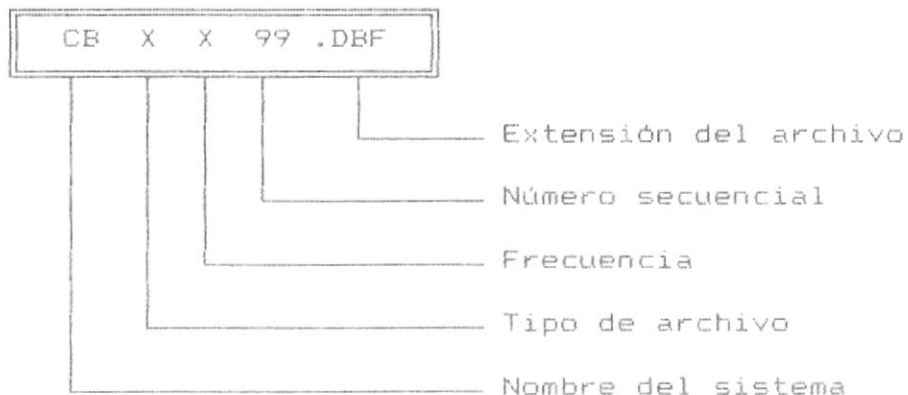 CB X X 99 .DBF
Extensión del archivo
Número secuencial
Frecuencia
Tipo de archivo
Nombre del sistema